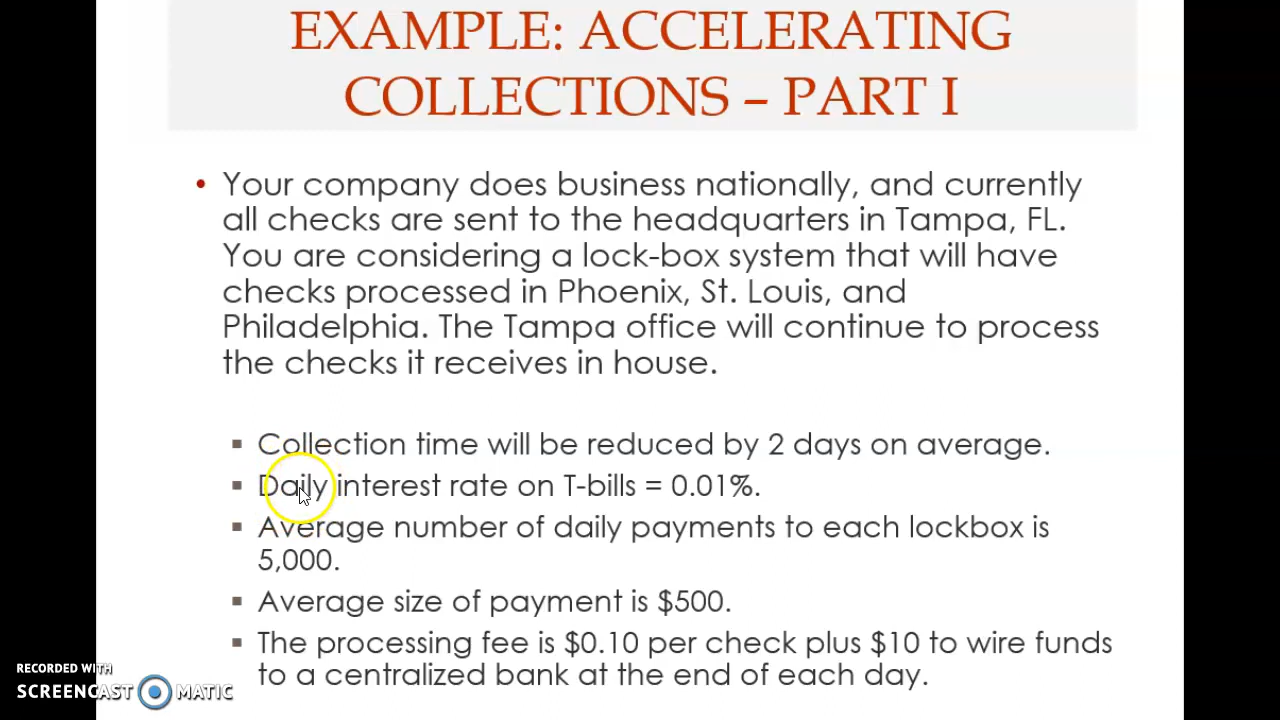 EXAMPLE: ACCELERATING
COLLECTIONS – PART I
• Your company does business nationally, and currently
all checks are sent to the headquarters in Tampa, FL.
You are considering a lock-box system that will have
checks processed in Phoenix, St. Louis, and
Philadelphia. The Tampa office will continue to process
the checks it receives in house.
▪ Collection time will be reduced by 2 days on average.
▪ Daily interest rate on T-bills = 0.01%.
▪ Average number of daily payments to each lockbox is
5,000.
▪ Average size of payment is $500.
▪ The processing fee is $0.10 per check plus $10 to wire funds
to a centralized bank at the end of each day.
RECORDED WITH
SCREENCAST MATIC